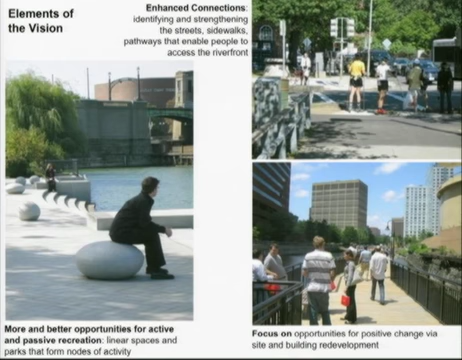 Elements of
the Vision
Enhanced Connections:
identifying and strengthening
the streets, sidewalks,
pathways that enable people to
access the riverfront
More and better opportunities for active
and passive recreation: linear spaces and
parks that form nodes of activity
Focus on opportunities for positive change via
site and building redevelopment